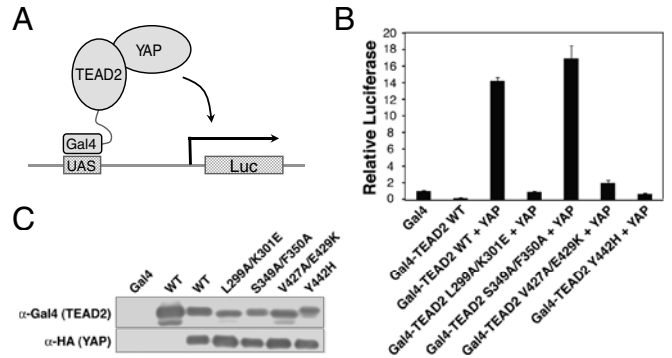 A
YAP
TEAD2
Gal4
UAS
Luc
B
Relative Luciferase
20
18
16
14
12
10
8
6
4
2
0
Gal4
Gal4-TEAD2 WT
Gal4-TEAD2 WT + YAP
Gal4-TEAD2 L299A/K301E + YAP
Gal4-TEAD2 S349A/F350A + YAP
Gal4-TEAD2 V427A/E429K + YAP
Gal4-TEAD2 Y442H + YAP
C
Gal4
WT
WT
L299A/K301E
S349A/F350A
V427A/E429K
Y442H
α-Gal4 (TEAD2)
α-HA (YAP)